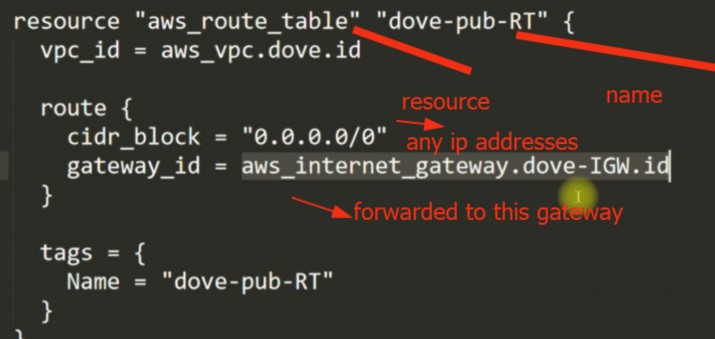 resource "aws_route_table" "dove-pub-RT" {
vpc_id = aws_vpc.dove.id
route {
resource
name
cidr_block = "0.0.0.0/0"
any ip addresses
gateway_id = aws_internet_gateway.dove-IGW.id
}
forwarded to this gateway
tags = {
Name = "dove-pub-RT"
}
}